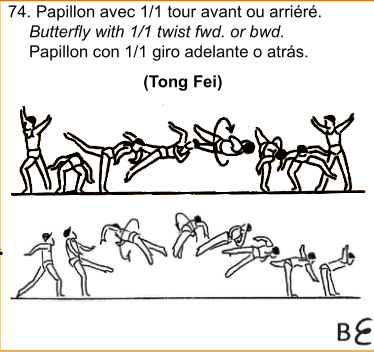 74. Papillon avec 1/1 tour avant ou arriéré.
Butterfly with 1/1 twist fwd. or bwd.
Papillon con 1/1 giro adelante o atrás.
(Tong Fei)
BƐ